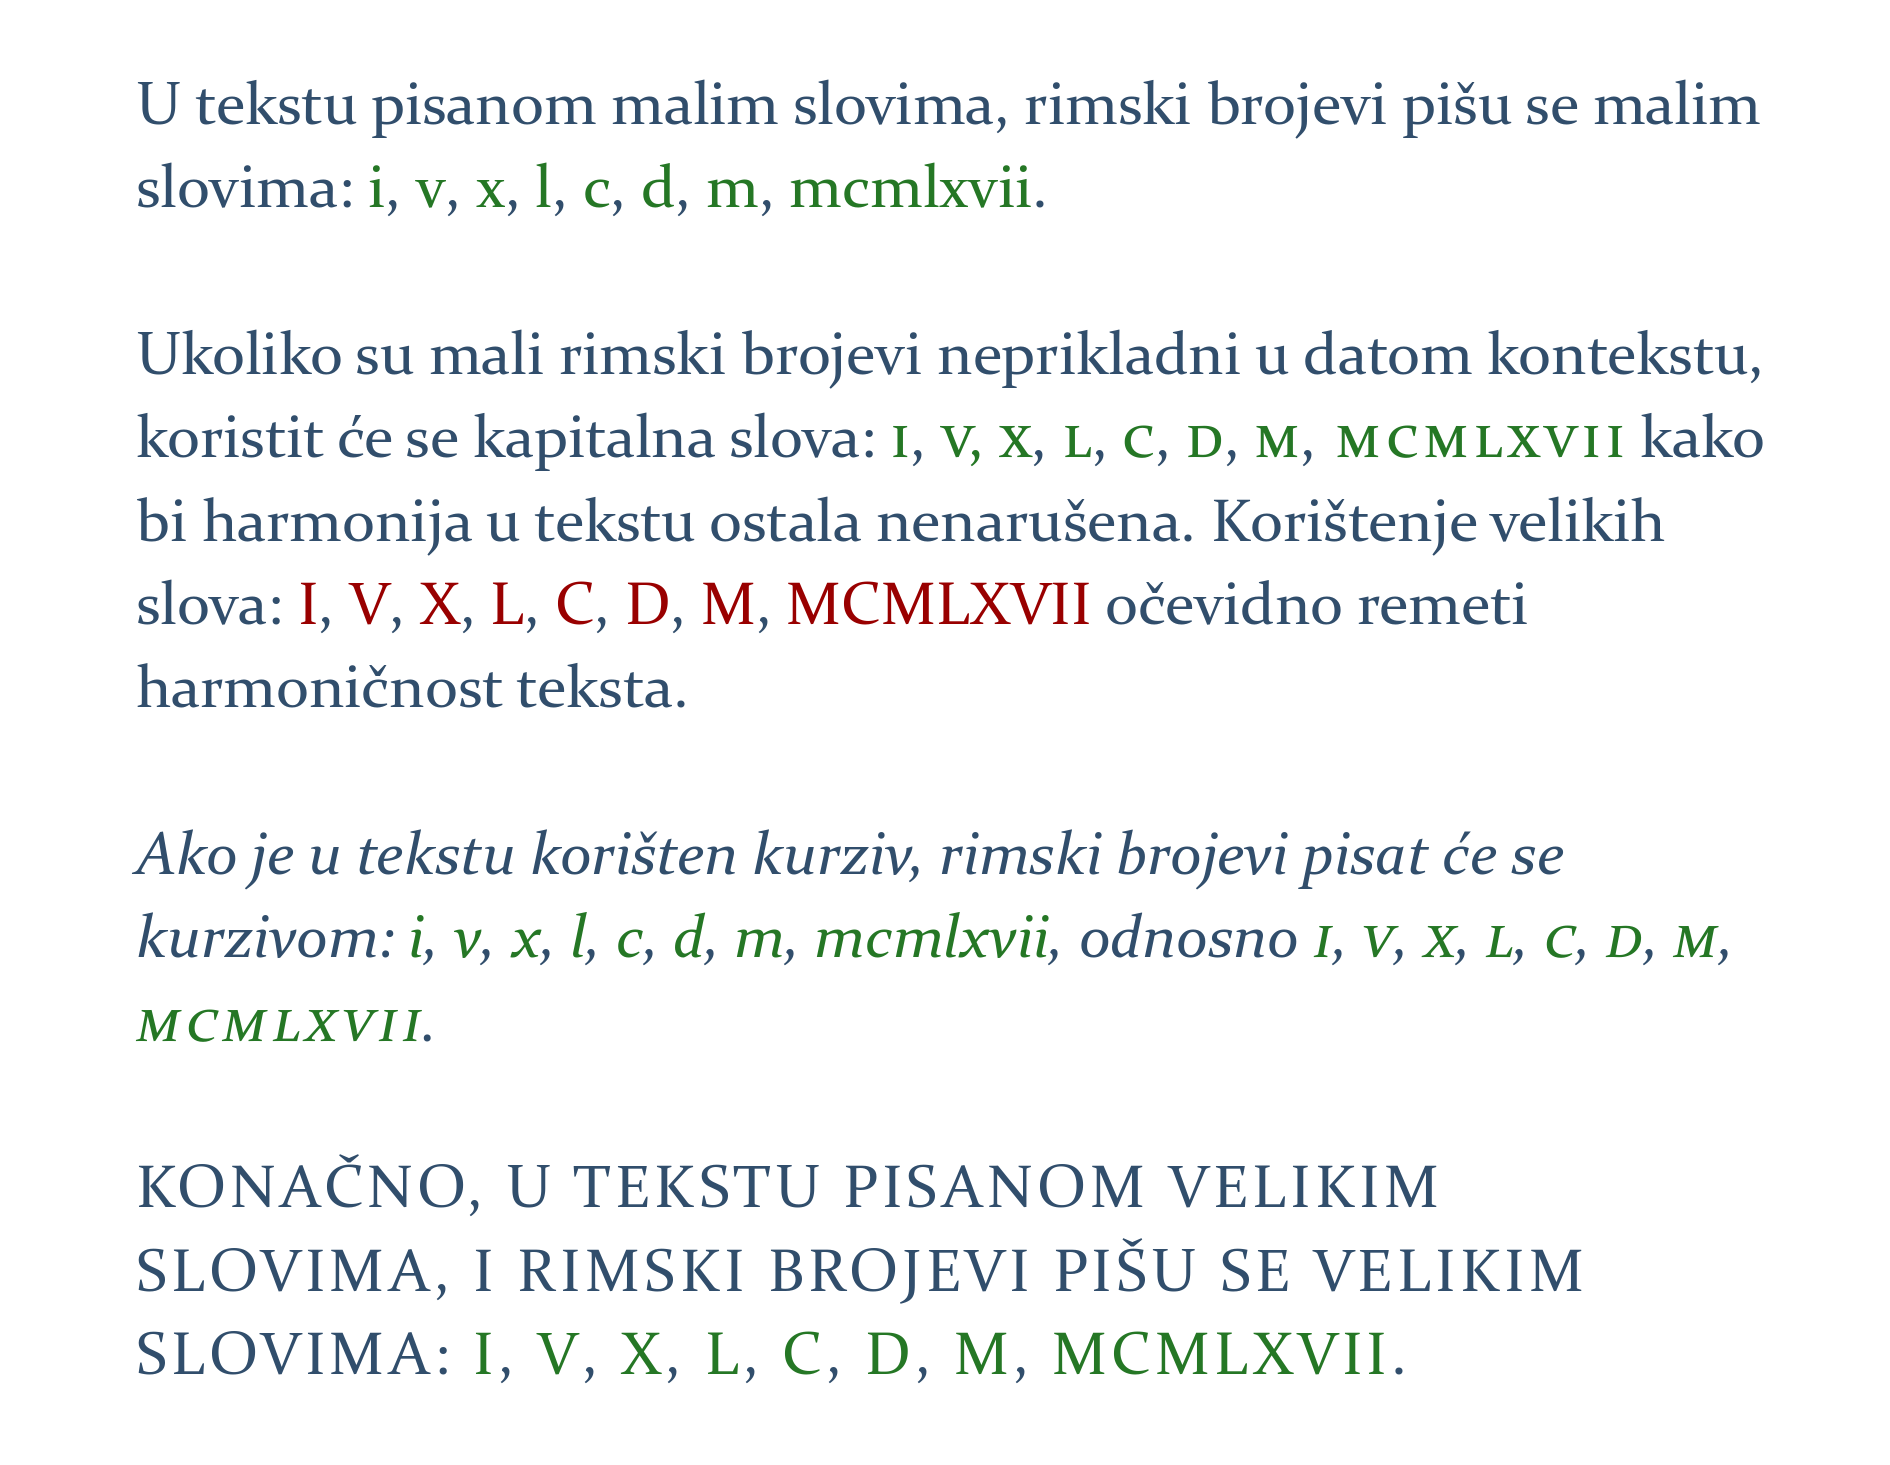 U tekstu pisanom malim slovima, rimski brojevi pišu se malim
slovima: i, v, x, l, c, d, m, mcmlxvii.
Ukoliko su mali rimski brojevi neprikladni u datom kontekstu,
koristit će se kapitalna slova: ɪ, ᴠ, x, ʟ, ᴄ, ᴅ, ᴍ, ᴍᴄᴍʟxᴠɪɪ kako
bi harmonija u tekstu ostala nenarušena. Korištenje velikih
slova: I, V, X, L, C, D, M, MCMLXVII očevidno remeti
harmoničnost teksta.
Ako je u tekstu korišten kurziv, rimski brojevi pisat će se
kurzivom: i, v, x, l, c, d, m, mcmlxvii, odnosno ɪ, ᴠ, x, ʟ, ᴄ, ᴅ, ᴍ,
ᴍᴄᴍʟxᴠɪɪ.
KONAČNO, U TEKSTU PISANOM VELIKIM
SLOVIMA, I RIMSKI BROJEVI PIŠU SE VELIKIM
SLOVIMA: I, V, X, L, C, D, M, MCMLXVII.